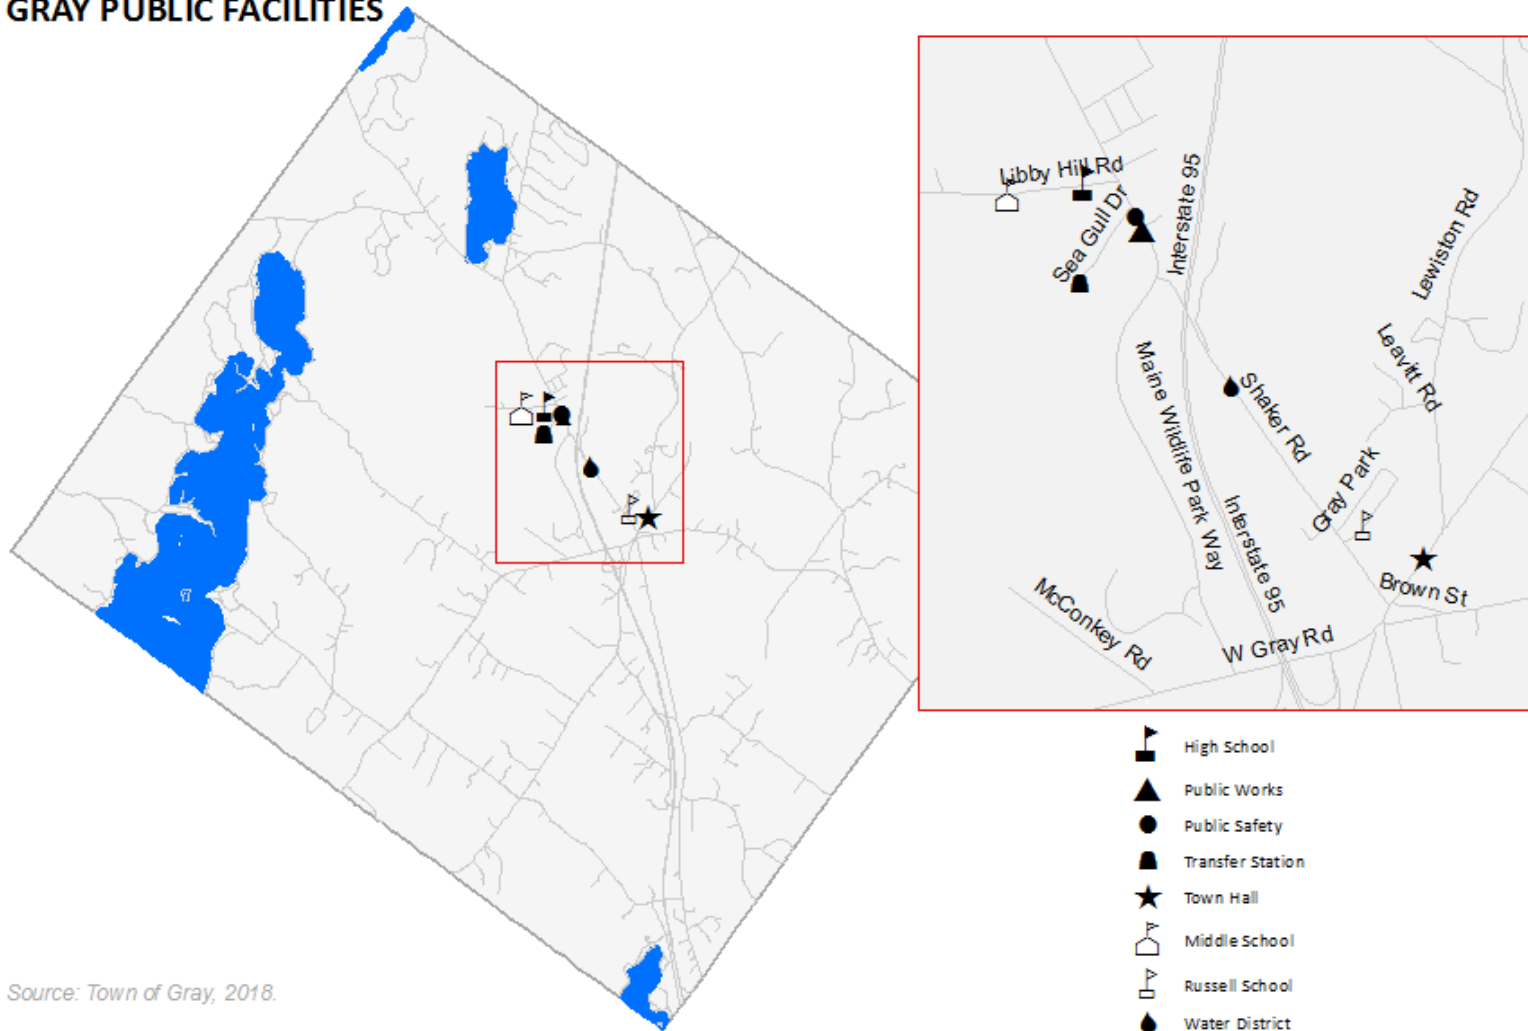 GRAY PUBLIC FACILITIES
Libby Hill Rd
Sea Gull Dr
Interstate 95
Lewiston Rd
Leavitt Rd
Maine Wildlife Park Way
Shaker Rd
Gray Park
Interstate 95
McConkey Rd
Brown St
W Gray Rd
High School
Public Works
Public Safety
Transfer Station
Town Hall
Middle School
Russell School
Water District
Source: Town of Gray, 2018.